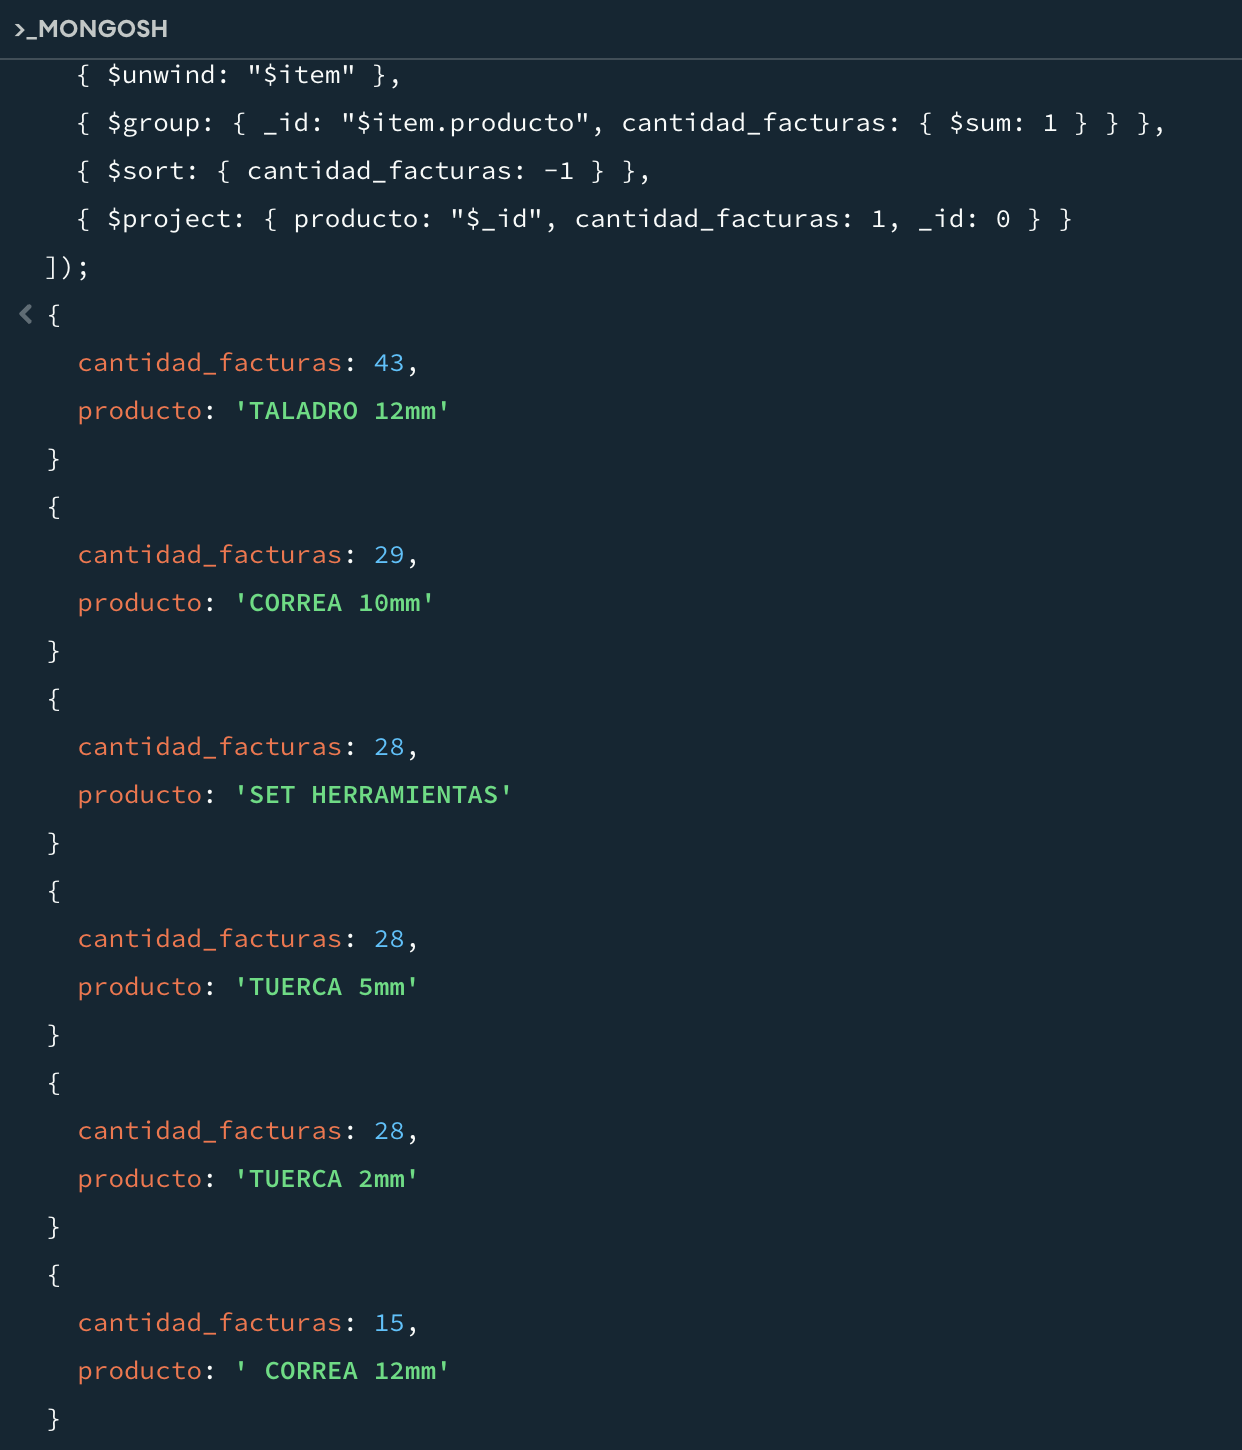 >_MONGOSH
{ $unwind: "$item" },
{ $group: { _id: "$item.producto", cantidad_facturas: { $sum: 1 } } },
{ $sort: { cantidad_facturas: -1 } },
{ $project: { producto: "$_id", cantidad_facturas: 1, _id: 0 } }
]);
< {
cantidad_facturas: 43,
producto: 'TALADRO 12mm'
}
{
cantidad_facturas: 29,
producto: 'CORREA 10mm'
}
{
cantidad_facturas: 28,
producto: 'SET HERRAMIENTAS'
}
{
cantidad_facturas: 28,
producto: 'TUERCA 5mm'
}
{
cantidad_facturas: 28,
producto: 'TUERCA 2mm'
}
{
cantidad_facturas: 15,
producto: ' CORREA 12mm'
}